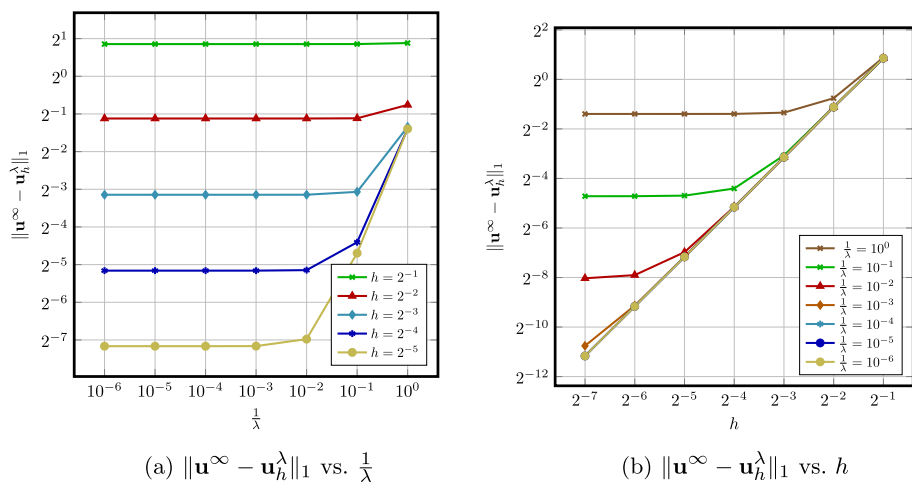 2^1
2^0
2^{-1}
2^{-2}
2^{-3}
2^{-4}
2^{-5}
2^{-6}
2^{-7}
‖u^∞ − u_h^λ‖_1
h = 2^{-1}
h = 2^{-2}
h = 2^{-3}
h = 2^{-4}
h = 2^{-5}
10^{-6} 10^{-5} 10^{-4} 10^{-3} 10^{-2} 10^{-1} 10^0
1/λ
(a) ‖u^∞ − u_h^λ‖_1 vs. 1/λ
2^2
2^0
2^{-2}
2^{-4}
2^{-6}
2^{-8}
2^{-10}
2^{-12}
‖u^∞ − u_h^λ‖_1
1/λ = 10^0
1/λ = 10^{-1}
1/λ = 10^{-2}
1/λ = 10^{-3}
1/λ = 10^{-4}
1/λ = 10^{-5}
1/λ = 10^{-6}
2^{-7} 2^{-6} 2^{-5} 2^{-4} 2^{-3} 2^{-2} 2^{-1}
h
(b) ‖u^∞ − u_h^λ‖_1 vs. h